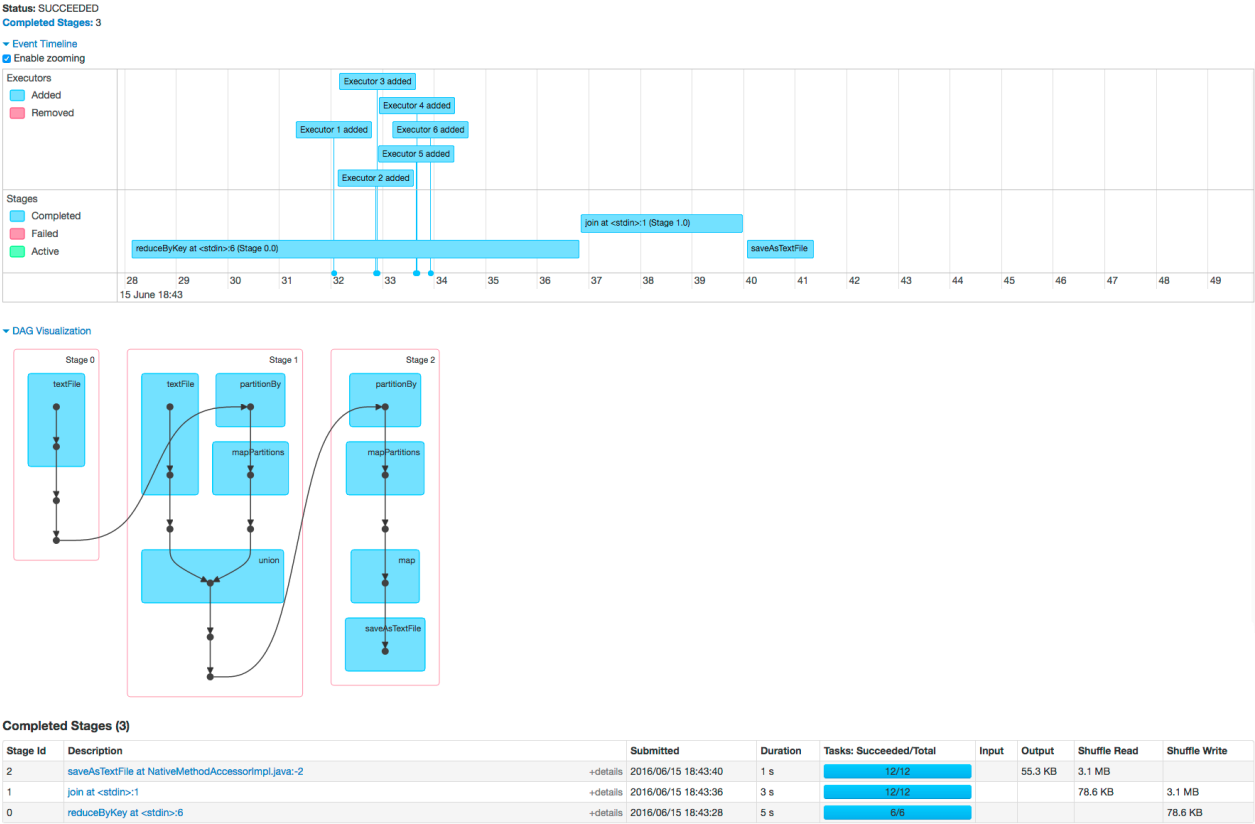 Status: SUCCEEDED
Completed Stages: 3
Event Timeline
Enable zooming
Executors
Added
Removed
Executor 3 added
Executor 4 added
Executor 1 added
Executor 6 added
Executor 5 added
Executor 2 added
Stages
Completed
Failed
Active
join at <stdin>:1 (Stage 1.0)
reduceByKey at <stdin>:6 (Stage 0.0)
saveAsTextFile
28 29 30 31 32 33 34 35 36 37 38 39 40 41 42 43 44 45 46 47 48 49
15 June 18:43
DAG Visualization
Stage 0
textFile
Stage 1
textFile
partitionBy
mapPartitions
union
Stage 2
partitionBy
mapPartitions
map
saveAsTextFile
Completed Stages (3)
Stage Id Description Submitted Duration Tasks: Succeeded/Total Input Output Shuffle Read Shuffle Write
2 saveAsTextFile at NativeMethodAccessorImpl.java:-2 +details 2016/06/15 18:43:40 1 s 12/12 55.3 KB 3.1 MB
1 join at <stdin>:1 +details 2016/06/15 18:43:36 3 s 12/12 78.6 KB 3.1 MB
0 reduceByKey at <stdin>:6 +details 2016/06/15 18:43:28 5 s 6/6 78.6 KB